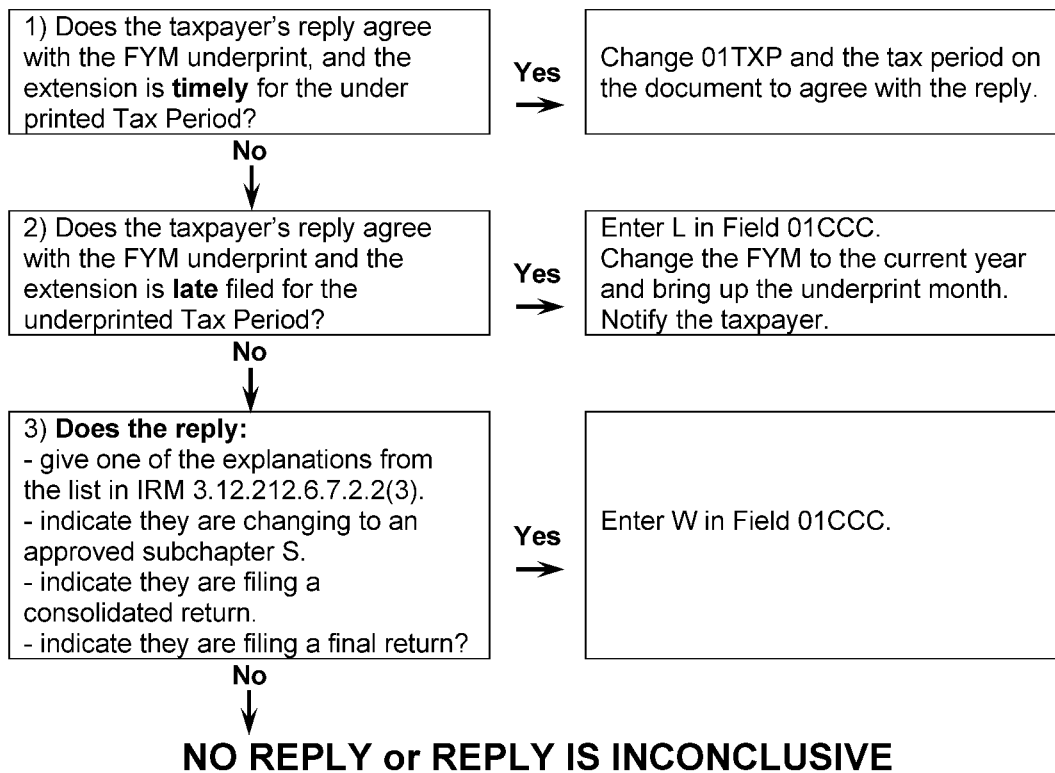 1) Does the taxpayer's reply agree
with the FYM underprint, and the
extension is timely for the under
printed Tax Period?
Yes
Change 01TXP and the tax period on
the document to agree with the reply.
No
2) Does the taxpayer's reply agree
with the FYM underprint and the
extension is late filed for the
underprinted Tax Period?
Yes
Enter L in Field 01CCC.
Change the FYM to the current year
and bring up the underprint month.
Notify the taxpayer.
No
3) Does the reply:
- give one of the explanations from
the list in IRM 3.12.212.6.7.2.2(3).
- indicate they are changing to an
approved subchapter S.
- indicate they are filing a
consolidated return.
- indicate they are filing a final return?
Yes
Enter W in Field 01CCC.
No
NO REPLY or REPLY IS INCONCLUSIVE